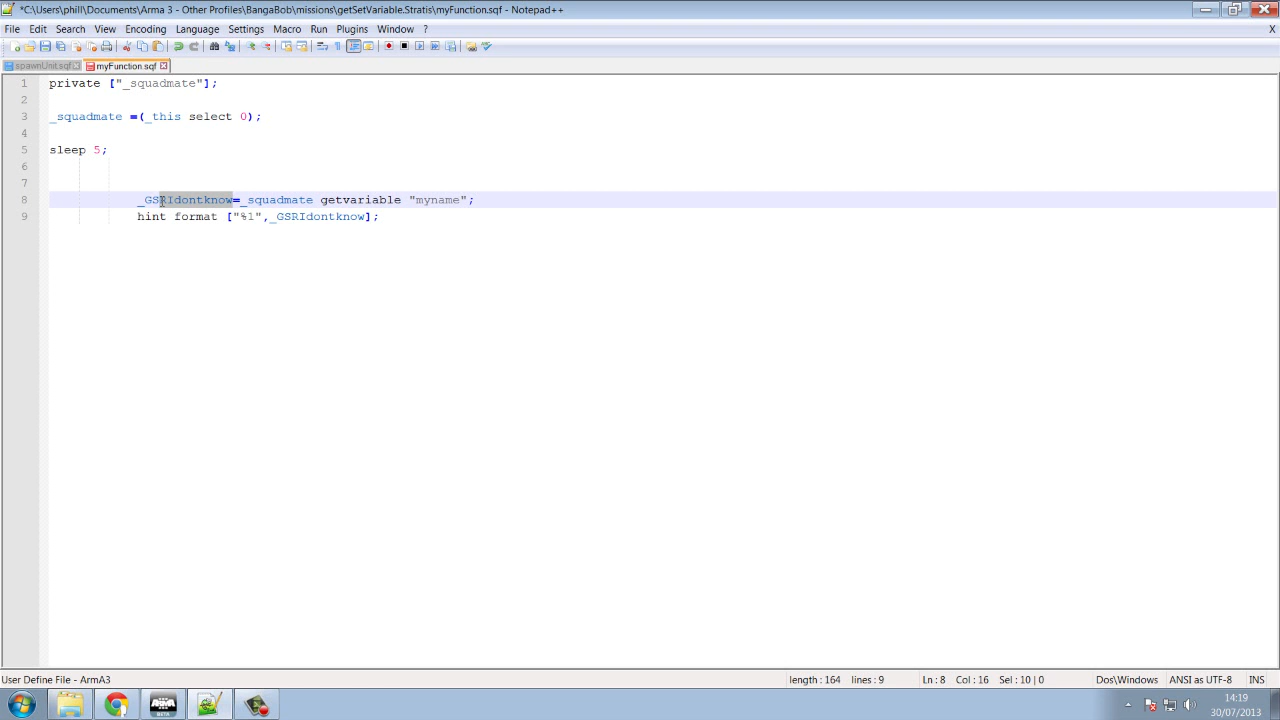 *C:\Users\phill\Documents\Arma 3 - Other Profiles\BangaBob\missions\getSetVariable.Stratis\myFunction.sqf - Notepad++
File Edit Search View Encoding Language Settings Macro Run Plugins Window ? X
spawnUnit.sqf myFunction.sqf
1 private ["_squadmate"];
2
3 _squadmate =(_this select 0);
4
5 sleep 5;
6
7
8 _GSRIdontknow=_squadmate getvariable "myname";
9 hint format ["%1",_GSRIdontknow];
User Define File - ArmA3 length : 164 lines : 9 Ln : 8 Col : 16 Sel : 10 | 0 Dos\Windows ANSI as UTF-8 INS
ARMA
BETA
14:19
30/07/2013